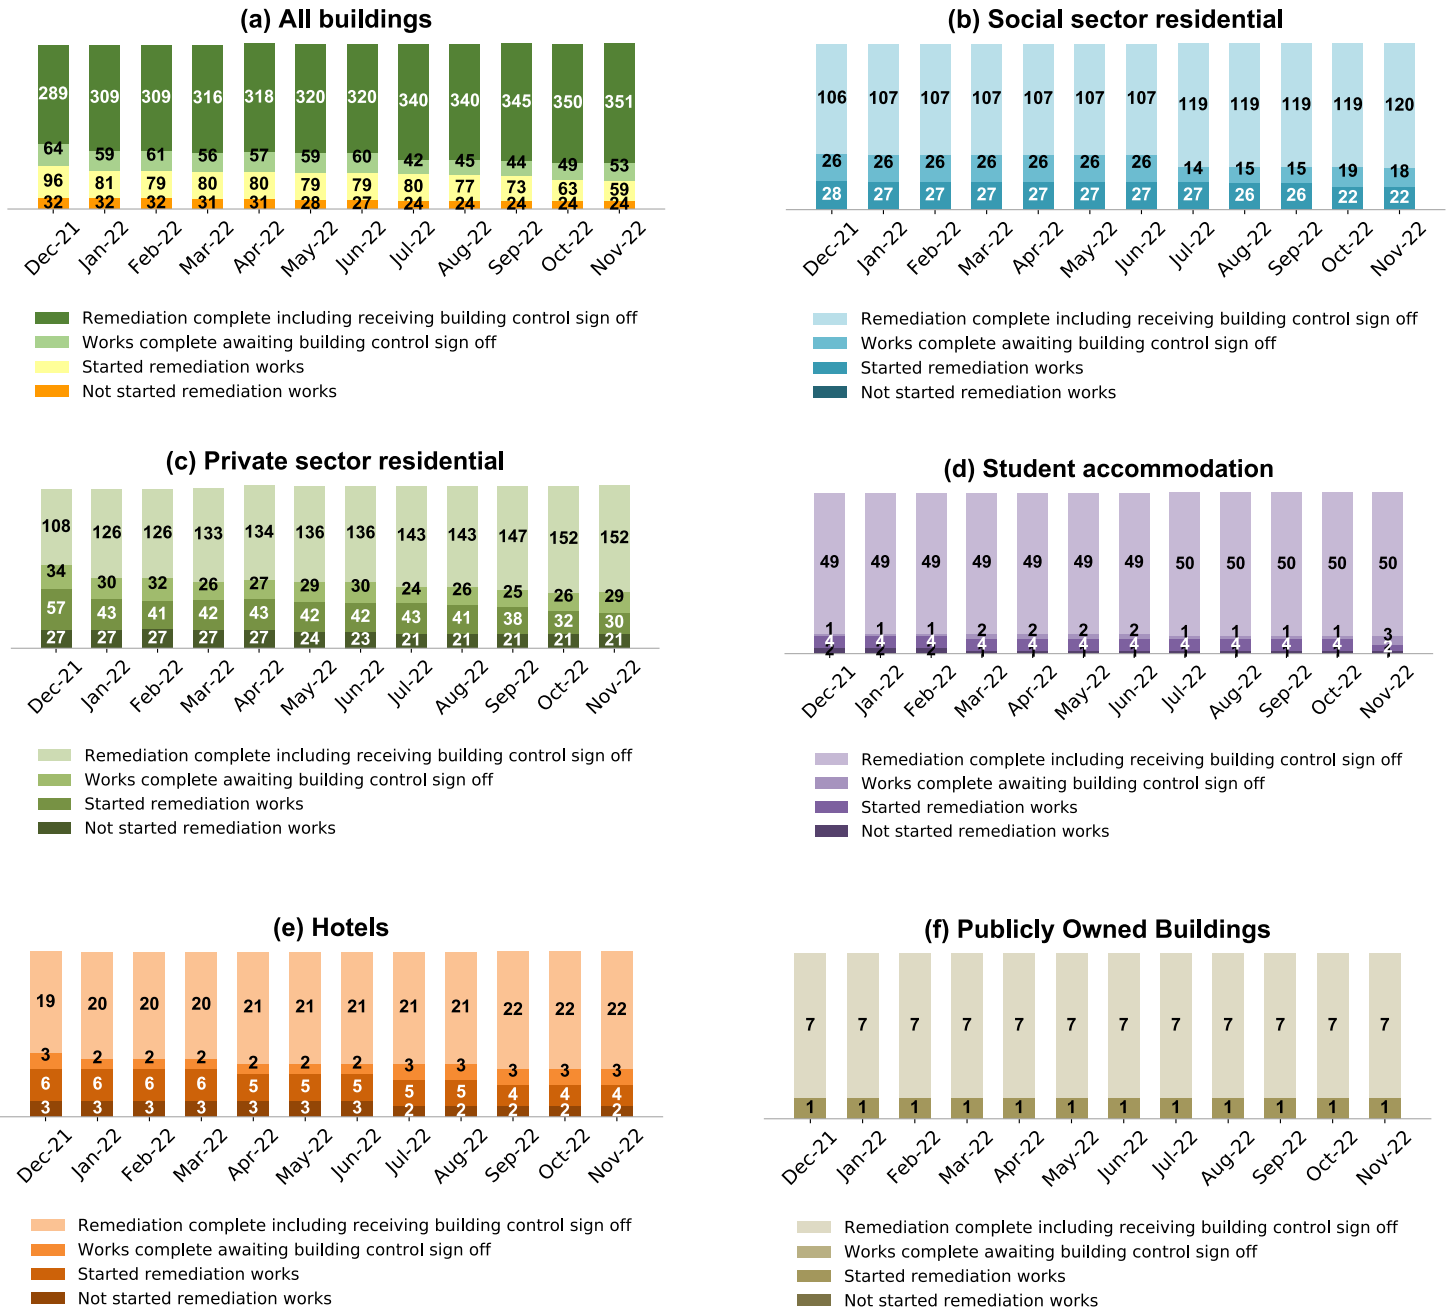 (a) All buildings
289 309 309 316 318 320 320 340 340 345 350 351
64 59 61 56 57 59 60 42 45 44 49 53
96 81 79 80 80 79 79 80 77 73 63 59
32 32 32 31 31 28 27 24 24 24 24 24
Dec-21 Jan-22 Feb-22 Mar-22 Apr-22 May-22 Jun-22 Jul-22 Aug-22 Sep-22 Oct-22 Nov-22
Remediation complete including receiving building control sign off
Works complete awaiting building control sign off
Started remediation works
Not started remediation works
(b) Social sector residential
106 107 107 107 107 107 107 119 119 119 119 120
26 26 26 26 26 26 26 14 15 15 19 18
28 27 27 27 27 27 27 27 26 26 22 22
Dec-21 Jan-22 Feb-22 Mar-22 Apr-22 May-22 Jun-22 Jul-22 Aug-22 Sep-22 Oct-22 Nov-22
Remediation complete including receiving building control sign off
Works complete awaiting building control sign off
Started remediation works
Not started remediation works
(c) Private sector residential
108 126 126 133 134 136 136 143 143 147 152 152
34 30 32 26 27 29 30 24 26 25 26 29
57 43 41 42 43 42 42 43 41 38 32 30
27 27 27 27 27 24 23 21 21 21 21 21
Dec-21 Jan-22 Feb-22 Mar-22 Apr-22 May-22 Jun-22 Jul-22 Aug-22 Sep-22 Oct-22 Nov-22
Remediation complete including receiving building control sign off
Works complete awaiting building control sign off
Started remediation works
Not started remediation works
(d) Student accommodation
49 49 49 49 49 49 49 50 50 50 50 50
1 1 1 2 2 2 2 1 1 1 1 3
4 4 4 4 4 4 4 4 4 4 4 2
2 2 2
Dec-21 Jan-22 Feb-22 Mar-22 Apr-22 May-22 Jun-22 Jul-22 Aug-22 Sep-22 Oct-22 Nov-22
Remediation complete including receiving building control sign off
Works complete awaiting building control sign off
Started remediation works
Not started remediation works
(e) Hotels
19 20 20 20 21 21 21 21 21 22 22 22
3 2 2 2 2 2 2 3 3 3 3 3
6 6 6 6 5 5 5 5 5 4 4 4
3 3 3 3 3 3 3 2 2 2 2 2
Dec-21 Jan-22 Feb-22 Mar-22 Apr-22 May-22 Jun-22 Jul-22 Aug-22 Sep-22 Oct-22 Nov-22
Remediation complete including receiving building control sign off
Works complete awaiting building control sign off
Started remediation works
Not started remediation works
(f) Publicly Owned Buildings
7 7 7 7 7 7 7 7 7 7 7 7
1 1 1 1 1 1 1 1 1 1 1 1
Dec-21 Jan-22 Feb-22 Mar-22 Apr-22 May-22 Jun-22 Jul-22 Aug-22 Sep-22 Oct-22 Nov-22
Remediation complete including receiving building control sign off
Works complete awaiting building control sign off
Started remediation works
Not started remediation works